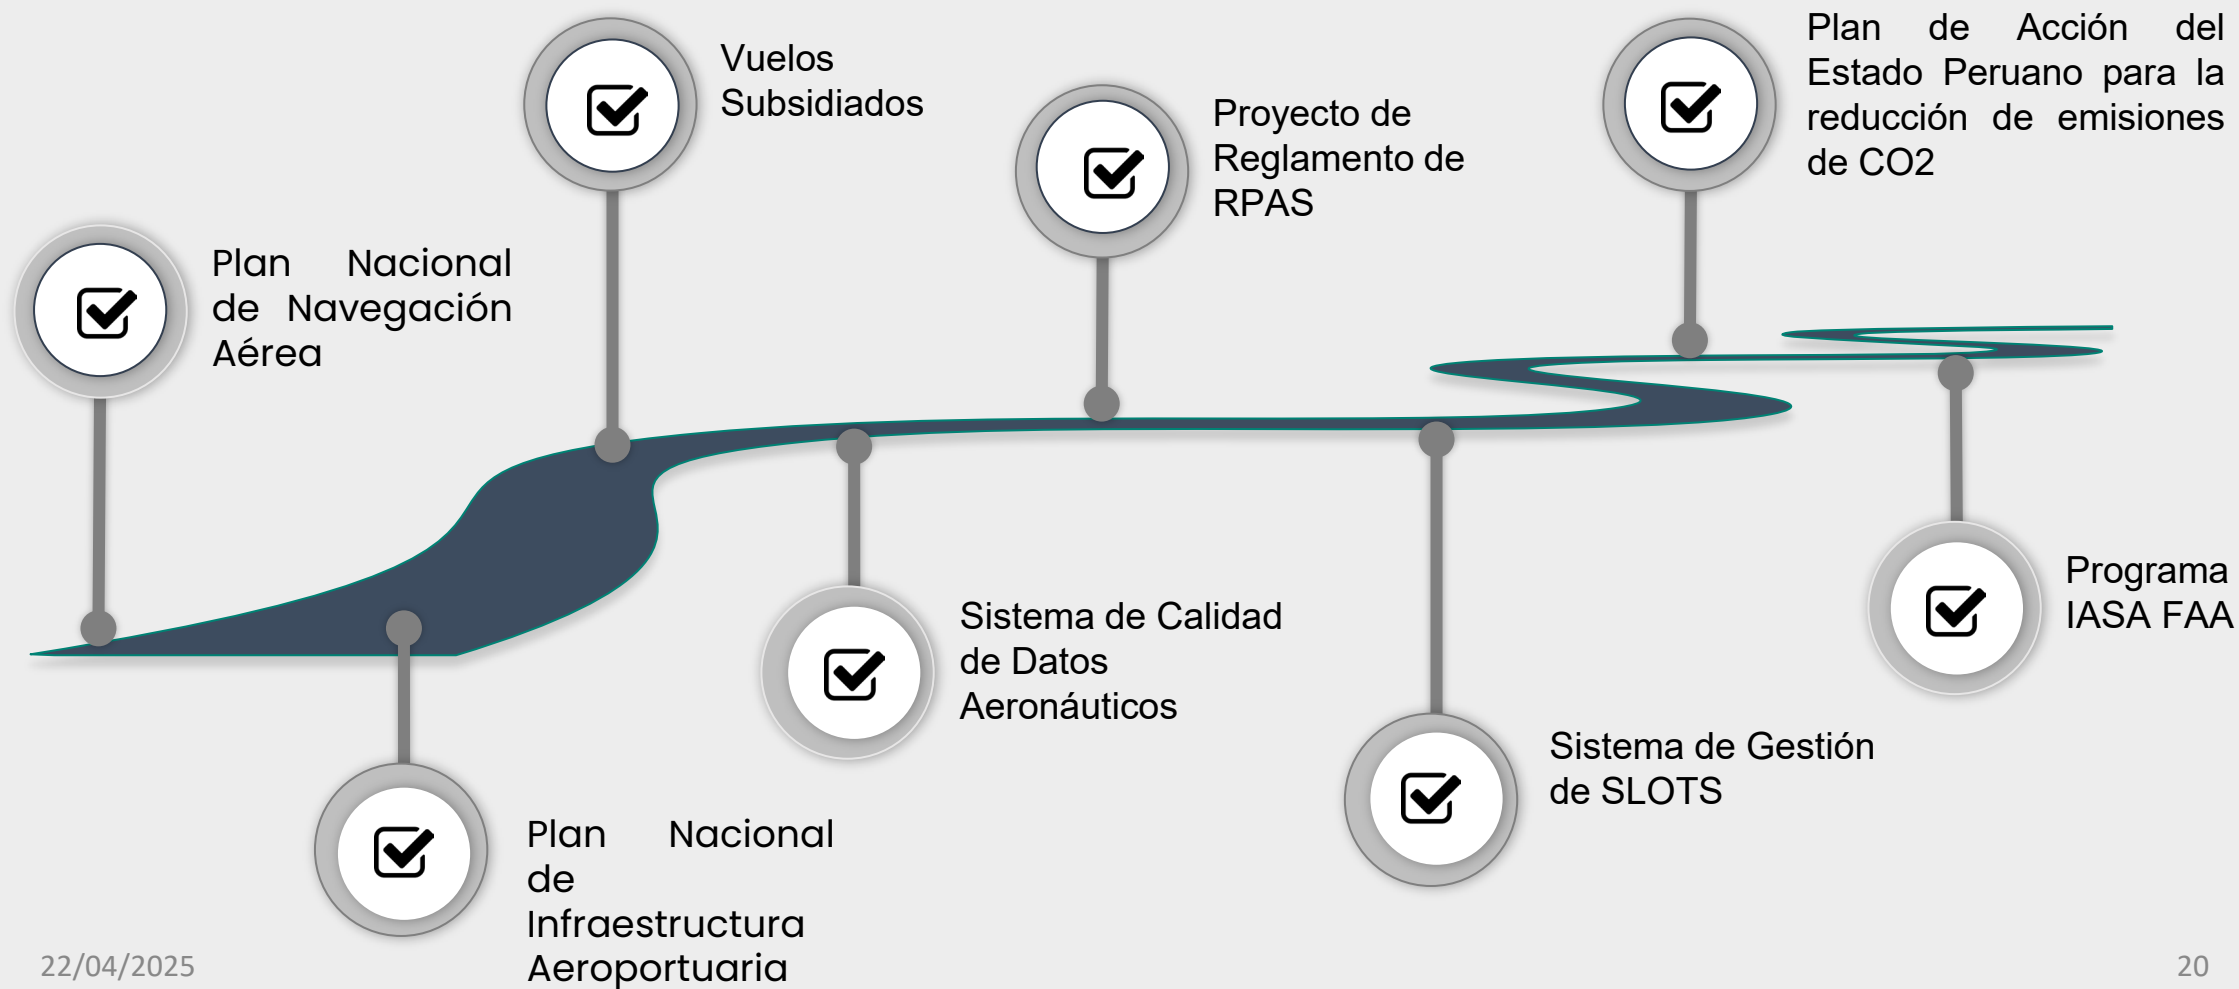 Plan Nacional
de Navegación
Aérea
Vuelos
Subsidiados
Proyecto de
Reglamento de
RPAS
Plan de Acción del
Estado Peruano para la
reducción de emisiones
de CO2
Plan Nacional
de
Infraestructura
Aeroportuaria
Sistema de Calidad
de Datos
Aeronáuticos
Sistema de Gestión
de SLOTS
Programa
IASA FAA
22/04/2025
20